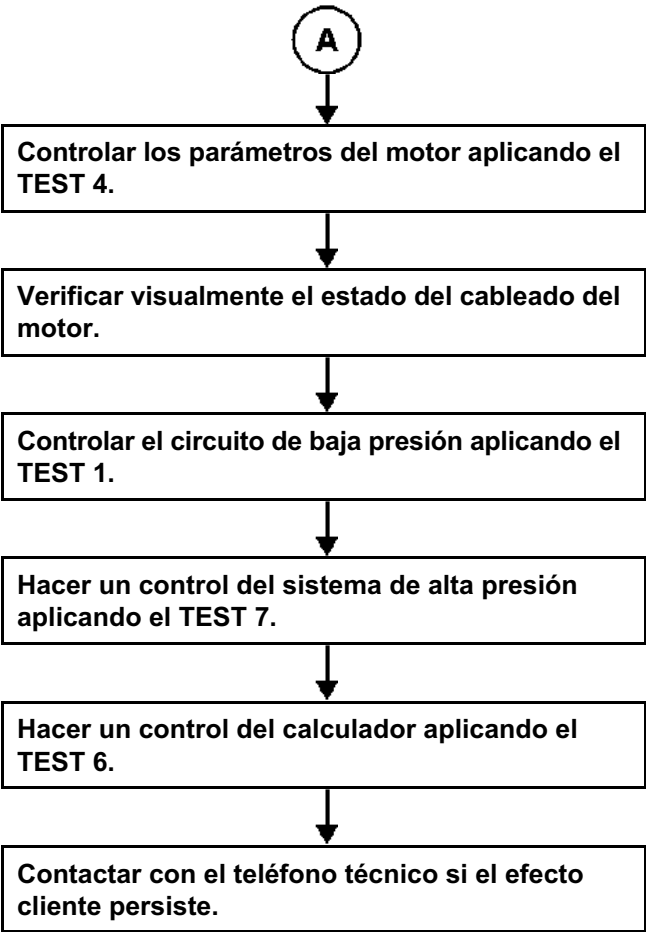 A
Controlar los parámetros del motor aplicando el
TEST 4.
Verificar visualmente el estado del cableado del
motor.
Controlar el circuito de baja presión aplicando el
TEST 1.
Hacer un control del sistema de alta presión
aplicando el TEST 7.
Hacer un control del calculador aplicando el
TEST 6.
Contactar con el teléfono técnico si el efecto
cliente persiste.